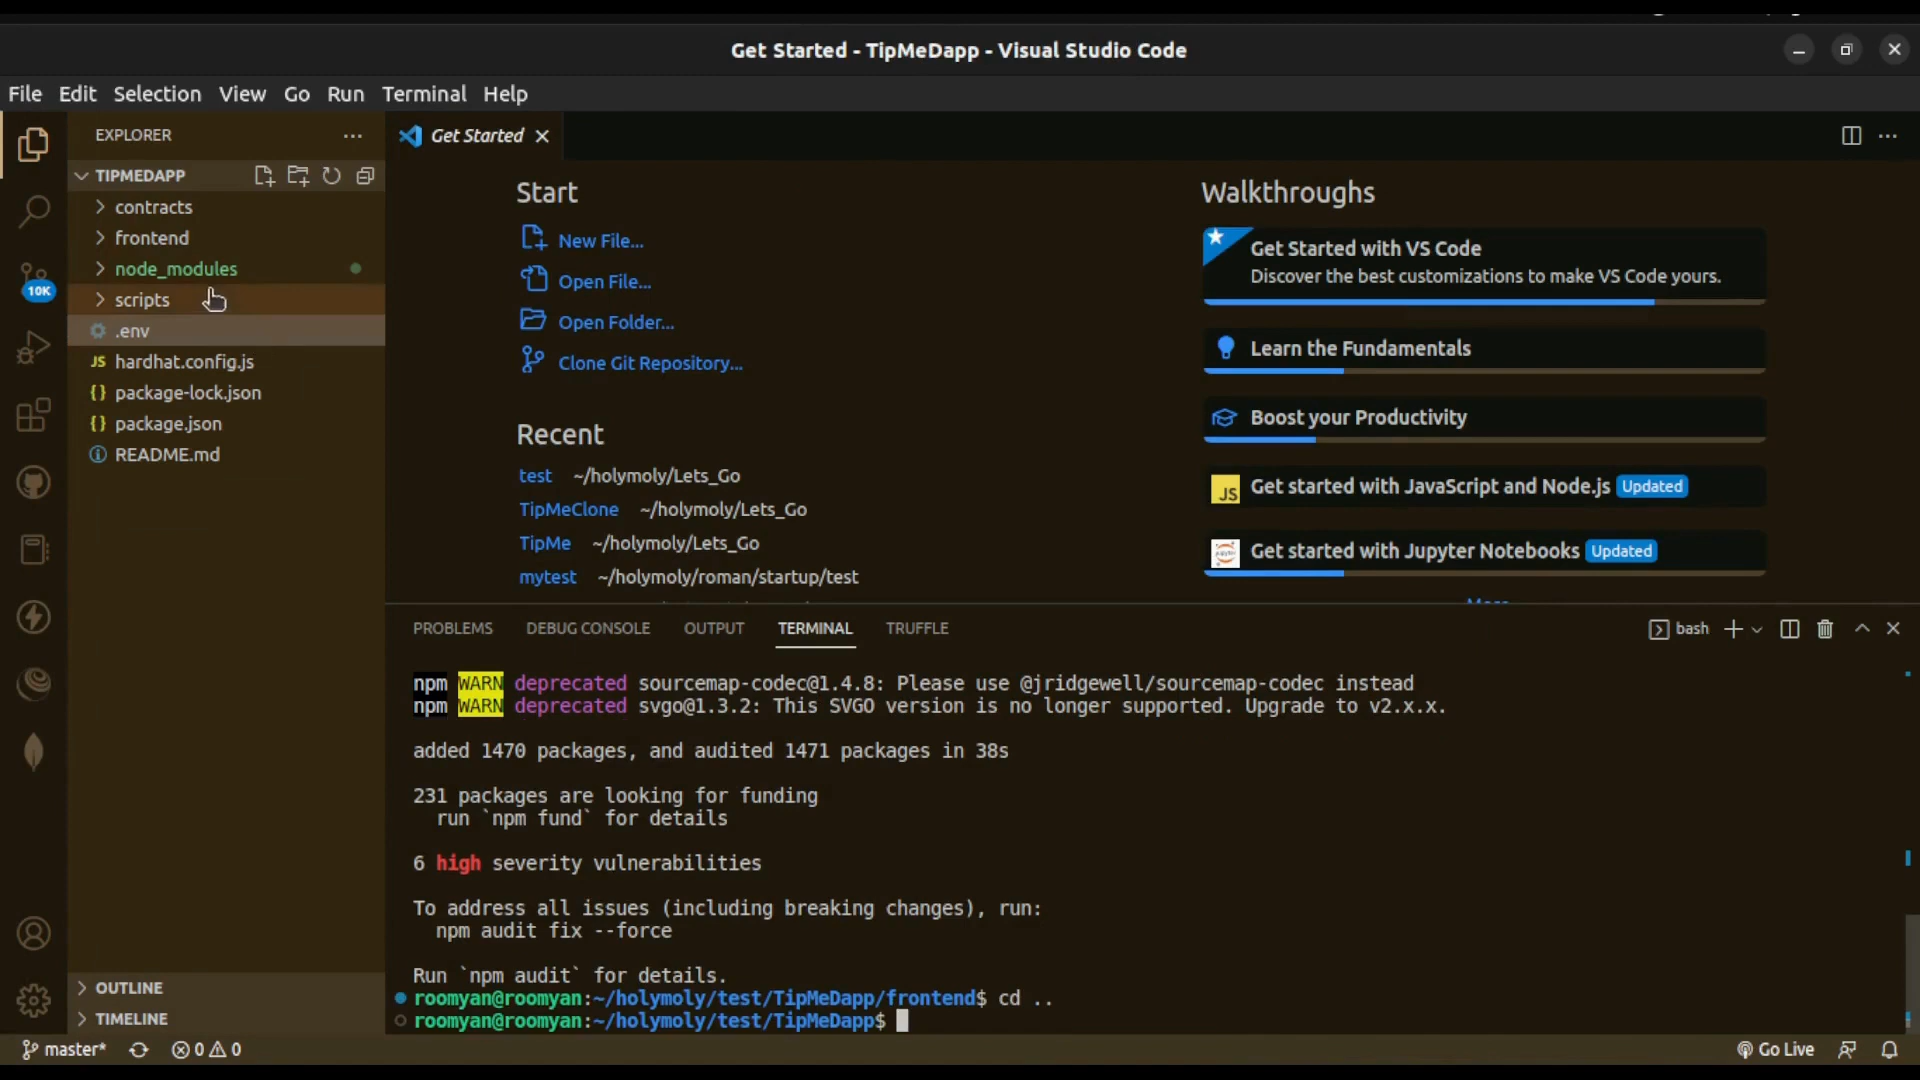 Get Started - TipMeDapp - Visual Studio Code
File Edit Selection View Go Run Terminal Help
EXPLORER
Get Started
TIPMEDAPP
contracts
frontend
node_modules
scripts
.env
hardhat.config.js
package-lock.json
package.json
README.md
10K
Start
New File...
Open File...
Open Folder...
Clone Git Repository...
Recent
test ~/holymoly/Lets_Go
TipMeClone ~/holymoly/Lets_Go
TipMe ~/holymoly/Lets_Go
mytest ~/holymoly/roman/startup/test
Walkthroughs
Get Started with VS Code
Discover the best customizations to make VS Code yours.
Learn the Fundamentals
Boost your Productivity
Get started with JavaScript and Node.js Updated
Get started with Jupyter Notebooks Updated
PROBLEMS DEBUG CONSOLE OUTPUT TERMINAL TRUFFLE
bash
npm WARN deprecated sourcemap-codec@1.4.8: Please use @jridgewell/sourcemap-codec instead
npm WARN deprecated svgo@1.3.2: This SVGO version is no longer supported. Upgrade to v2.x.x.
added 1470 packages, and audited 1471 packages in 38s
231 packages are looking for funding
run `npm fund` for details
6 high severity vulnerabilities
To address all issues (including breaking changes), run:
npm audit fix --force
Run `npm audit` for details.
roomyan@roomyan:~/holymoly/test/TipMeDapp/frontend$ cd ..
roomyan@roomyan:~/holymoly/test/TipMeDapp$
OUTLINE
TIMELINE
master* 0 0
Go Live